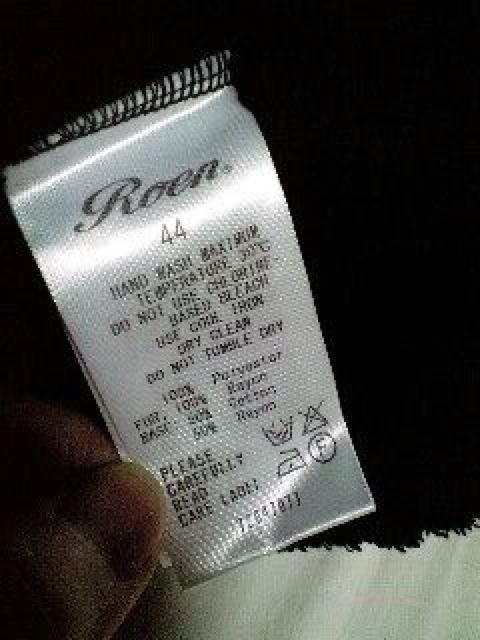 Roen
44
HAND WASH MAXIMUM
TEMPERATURE 30°C
DO NOT USE CHLORINE
BASED BLEACH
USE COOL IRON
DRY CLEAN
DO NOT TUMBLE DRY
100% Polyester
FUR. 100% Rayon
BASE 50% Cotton
50% Rayon
PLEASE
CAREFULLY
READ
CARE LABEL
P